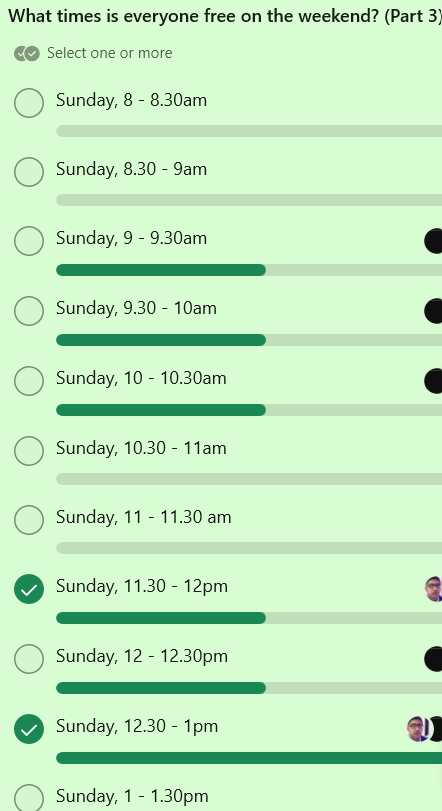 What times is everyone free on the weekend? (Part 3)
Select one or more
Sunday, 8 - 8.30am
Sunday, 8.30 - 9am
Sunday, 9 - 9.30am
Sunday, 9.30 - 10am
Sunday, 10 - 10.30am
Sunday, 10.30 - 11am
Sunday, 11 - 11.30 am
Sunday, 11.30 - 12pm
Sunday, 12 - 12.30pm
Sunday, 12.30 - 1pm
Sunday, 1 - 1.30pm